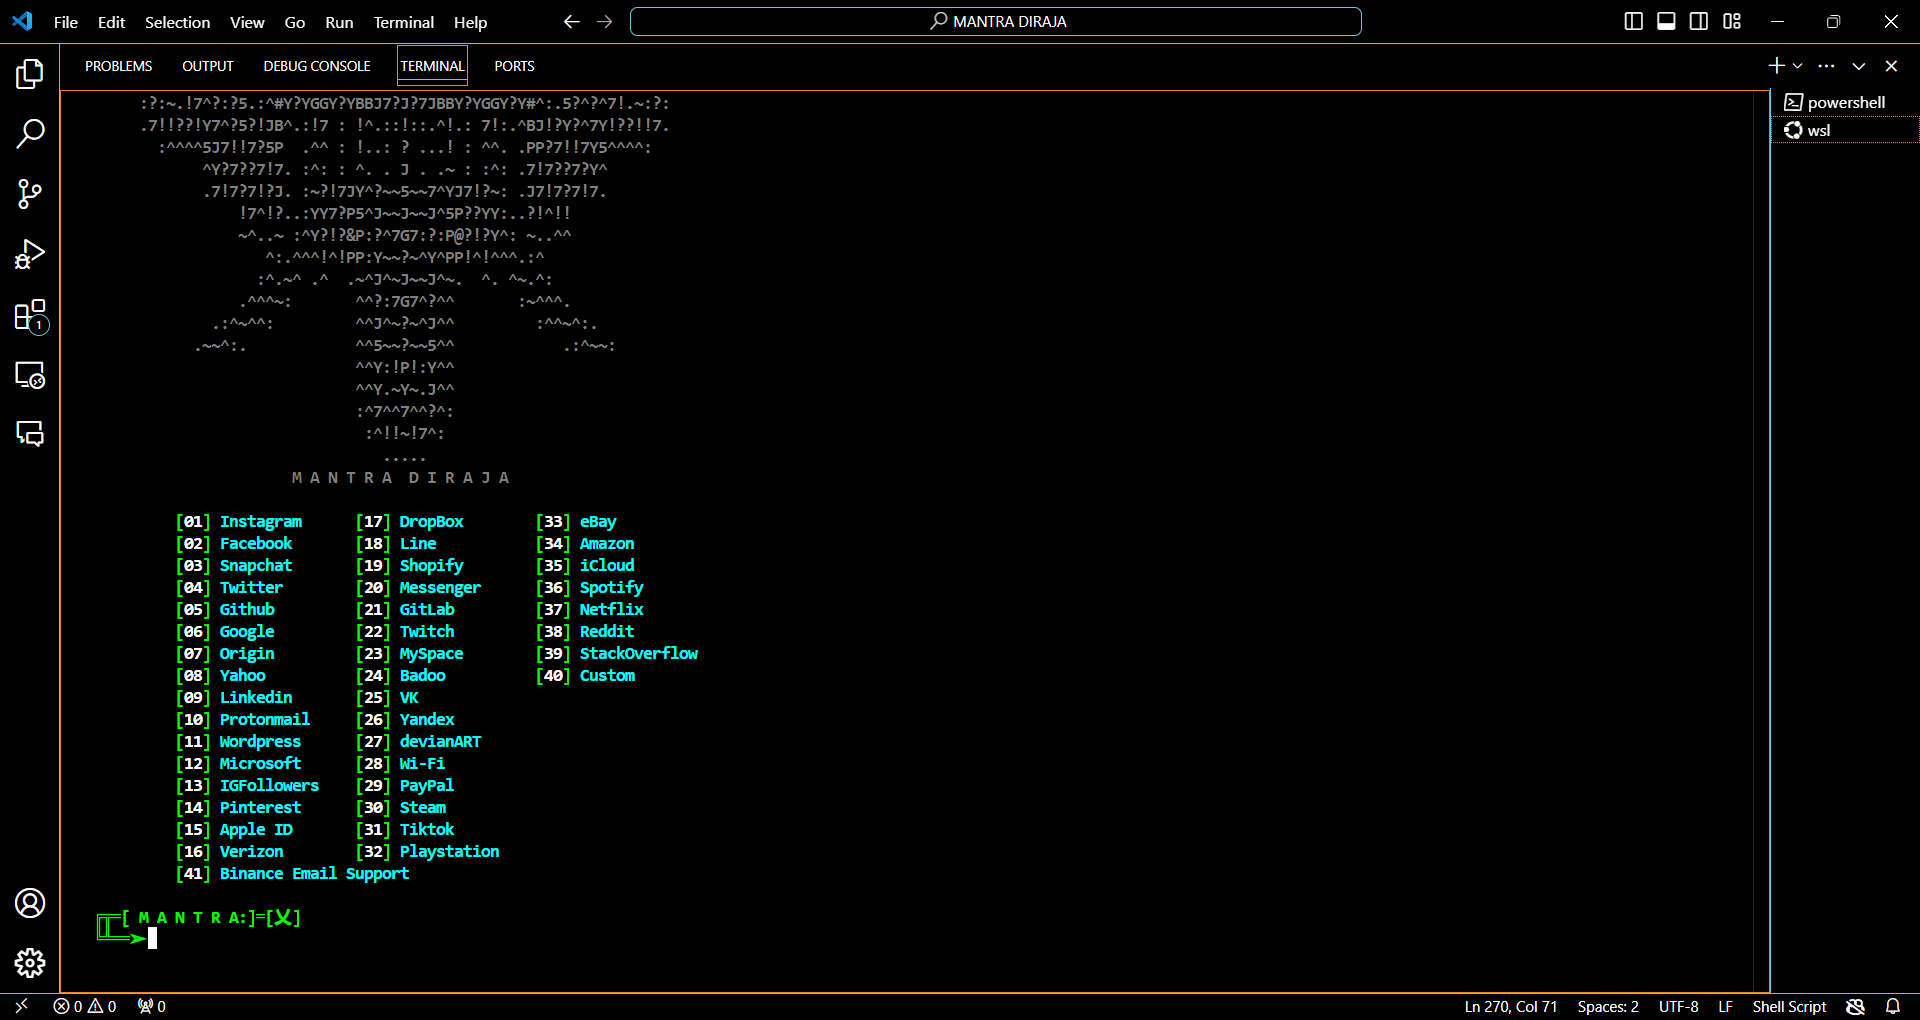 File Edit Selection View Go Run Terminal Help
MANTRA DIRAJA
PROBLEMS OUTPUT DEBUG CONSOLE TERMINAL PORTS
powershell
wsl
1
:?:~.!7^?:?5.:^#Y?YGGY?YBBJ7?J?7JBBY?YGGY?Y#^:.5?^?^7!.~:?:
.7!!??!Y7^?5?!JB^.:!7 : !^.::!::.^!.: 7!:.^BJ!?Y?^7Y!??!!7.
:^^^^5J7!!7?5P  .^^ : !..: ? ...! : ^^. .PP?7!!7Y5^^^^:
^Y?7??7!7. :^: : ^. . J . .~ : :^: .7!7??7?Y^
.7!7?7!?J. :~?!7JY^?~~5~~7^YJ7!?~: .J7!7?7!7.
!7^!?..:YY7?P5^J~~J~~J^5P??YY:..?!^!!
~^..~ :^Y?!?&P:?^7G7:?:P@?!?Y^: ~..^^
^:.^^^!^!PP:Y~~?~^Y^PP!^!^^^.:^
:^.~^ .^  .~^J^~J~~J^~.  ^. ^~.^:
.^^^~:       ^^?:7G7^?^^       :~^^^.
.:^~^^:         ^^J^~?~^J^^         :^^~^:.
.~~^:.            ^^5~~?~~5^^            .:^~~:
^^Y:!P!:Y^^
^^Y.~Y~.J^^
:^7^^7^^?^:
:^!!~!7^:
.....
M A N T R A  D I R A J A
[01] Instagram [17] DropBox [33] eBay
[02] Facebook [18] Line [34] Amazon
[03] Snapchat [19] Shopify [35] iCloud
[04] Twitter [20] Messenger [36] Spotify
[05] Github [21] GitLab [37] Netflix
[06] Google [22] Twitch [38] Reddit
[07] Origin [23] MySpace [39] StackOverflow
[08] Yahoo [24] Badoo [40] Custom
[09] Linkedin [25] VK
[10] Protonmail [26] Yandex
[11] Wordpress [27] devianART
[12] Microsoft [28] Wi-Fi
[13] IGFollowers [29] PayPal
[14] Pinterest [30] Steam
[15] Apple ID [31] Tiktok
[16] Verizon [32] Playstation
[41] Binance Email Support
╔═[ M A N T R A:]=[乂]
╚══➤
0 0 0
Ln 270, Col 71 Spaces: 2 UTF-8 LF Shell Script